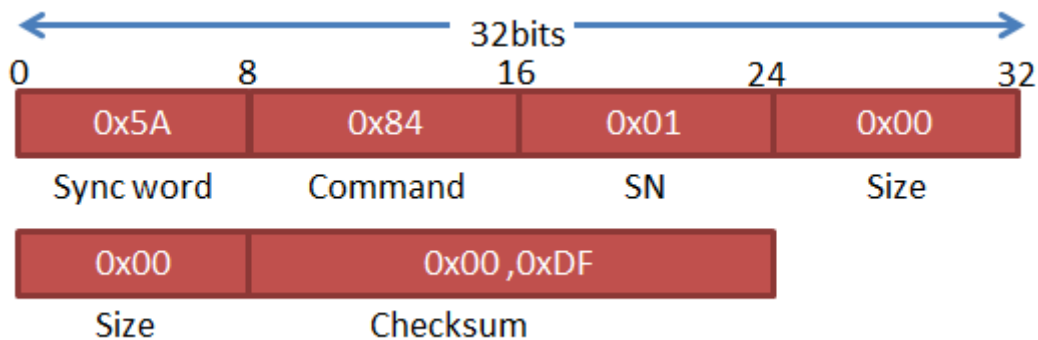 32bits
0 8 16 24 32
0x5A 0x84 0x01 0x00
Sync word Command SN Size
0x00 0x00 ,0xDF
Size Checksum